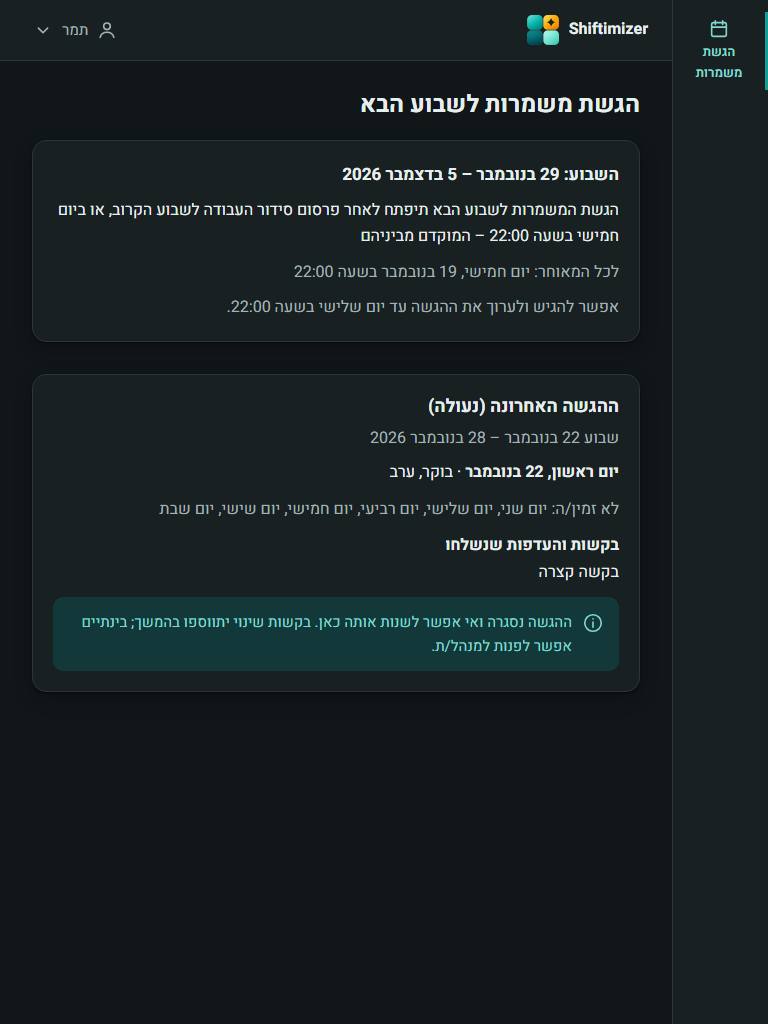 הגשת
משמרות
Shiftimizer
תמר
הגשת משמרות לשבוע הבא
השבוע: 29 בנובמבר – 5 בדצמבר 2026
הגשת המשמרות לשבוע הבא תיפתח לאחר פרסום סידור העבודה לשבוע הקרוב, או ביום
חמישי בשעה 22:00 – המוקדם מביניהם
לכל המאוחר: יום חמישי, 19 בנובמבר בשעה 22:00
אפשר להגיש ולערוך את ההגשה עד יום שלישי בשעה 22:00.
ההגשה האחרונה (נעולה)
שבוע 22 בנובמבר – 28 בנובמבר 2026
יום ראשון, 22 בנובמבר · בוקר, ערב
לא זמין/ה: יום שני, יום שלישי, יום רביעי, יום חמישי, יום שישי, יום שבת
בקשות והעדפות שנשלחו
בקשה קצרה
ההגשה נסגרה ואי אפשר לשנות אותה כאן. בקשות שינוי יתווספו בהמשך; בינתיים
אפשר לפנות למנהל/ת.